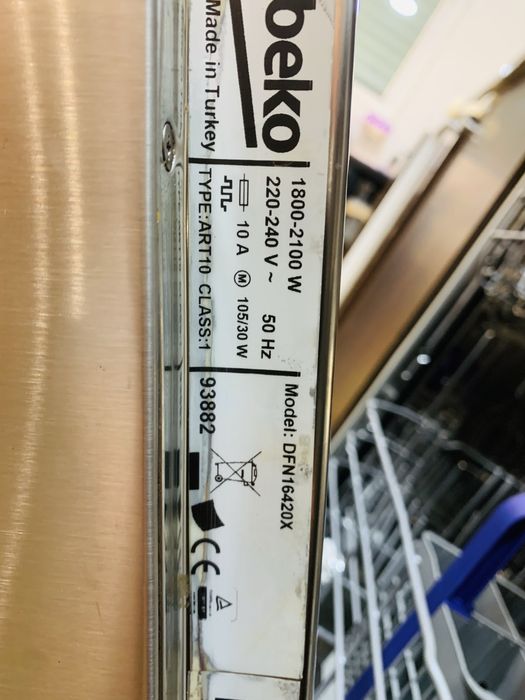 beko
Made in Turkey
1800-2100 W
220-240 V ~ 50 Hz
10 A M 105/30 W
TYPE:ART10 CLASS:1
Model: DFN16420X
93882
CE